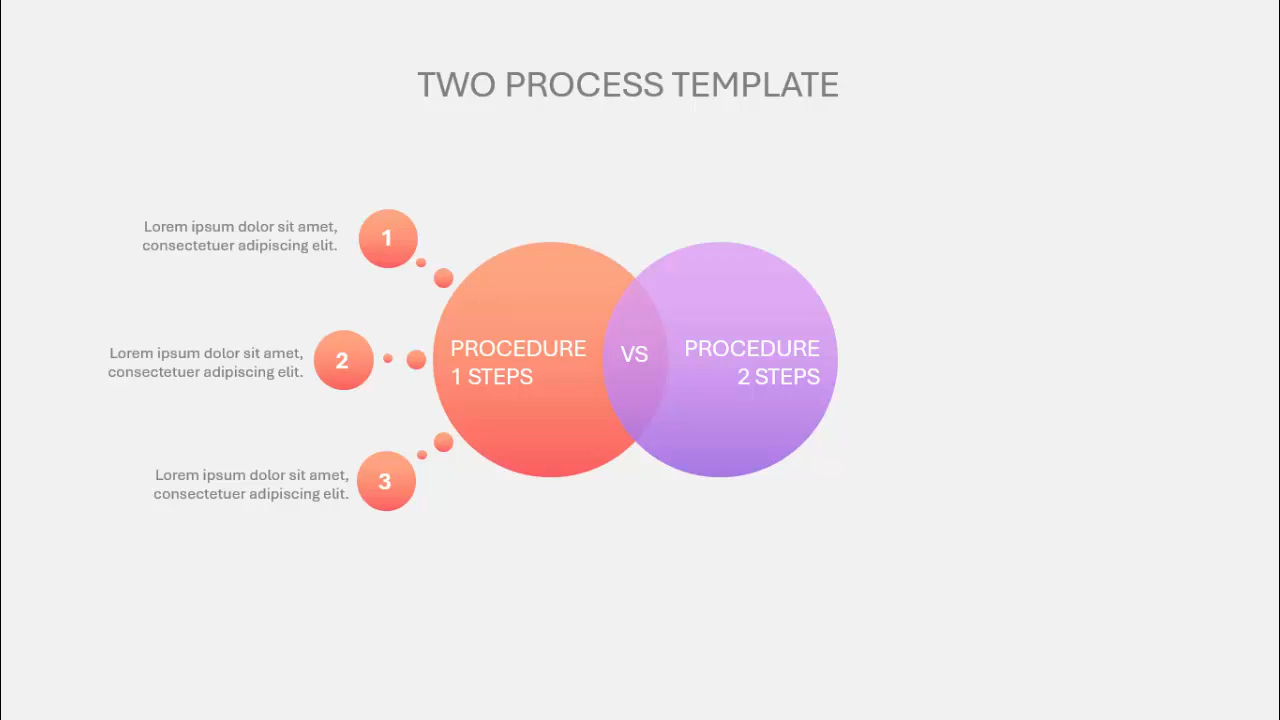 TWO PROCESS TEMPLATE
Lorem ipsum dolor sit amet,
consectetuer adipiscing elit.
1
Lorem ipsum dolor sit amet,
consectetuer adipiscing elit.
2
Lorem ipsum dolor sit amet,
consectetuer adipiscing elit.
3
PROCEDURE
1 STEPS
VS
PROCEDURE
2 STEPS